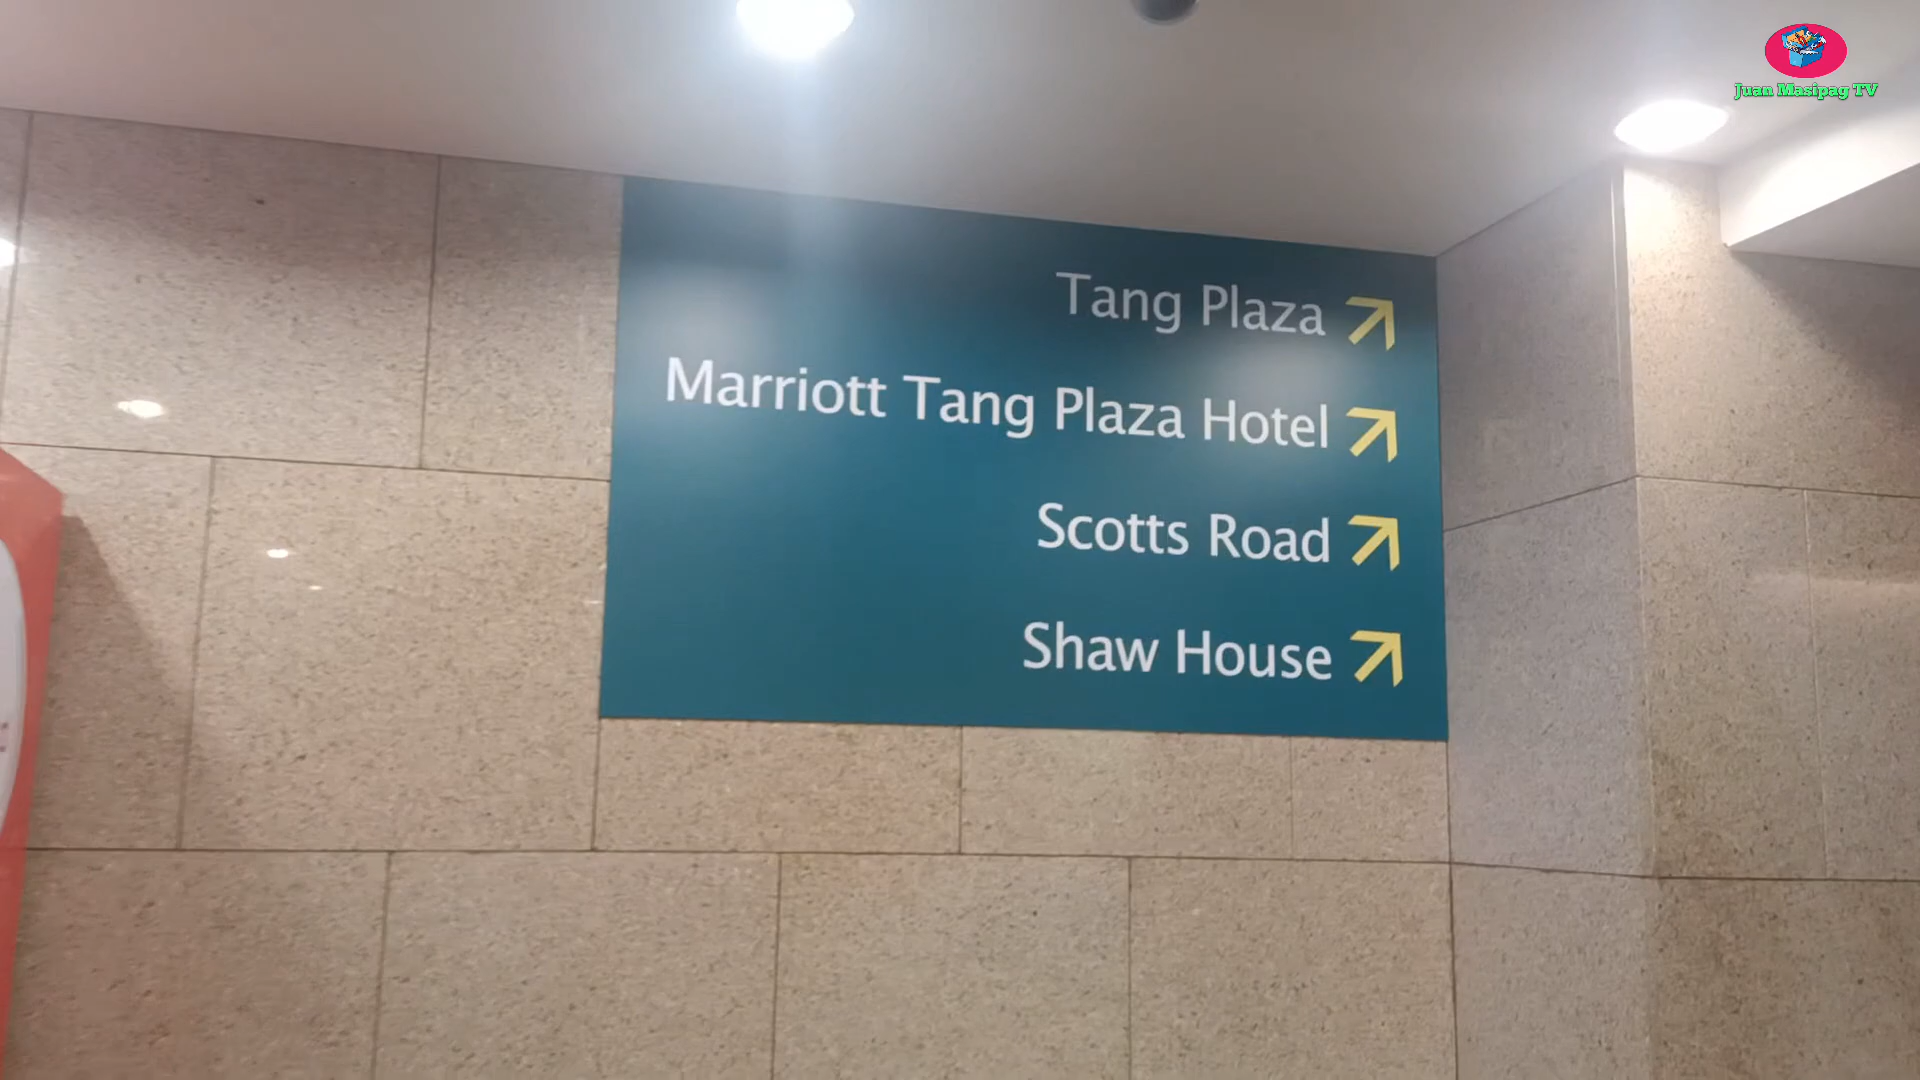 Juan Masipag TV
Tang Plaza
Marriott Tang Plaza Hotel
Scotts Road
Shaw House